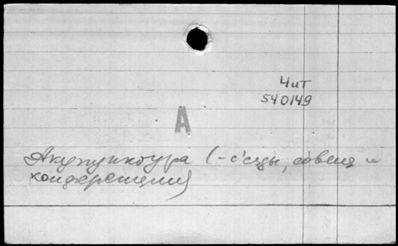 Чит
540149
А
Акупунктура (-съезды, совещ и
конференции)